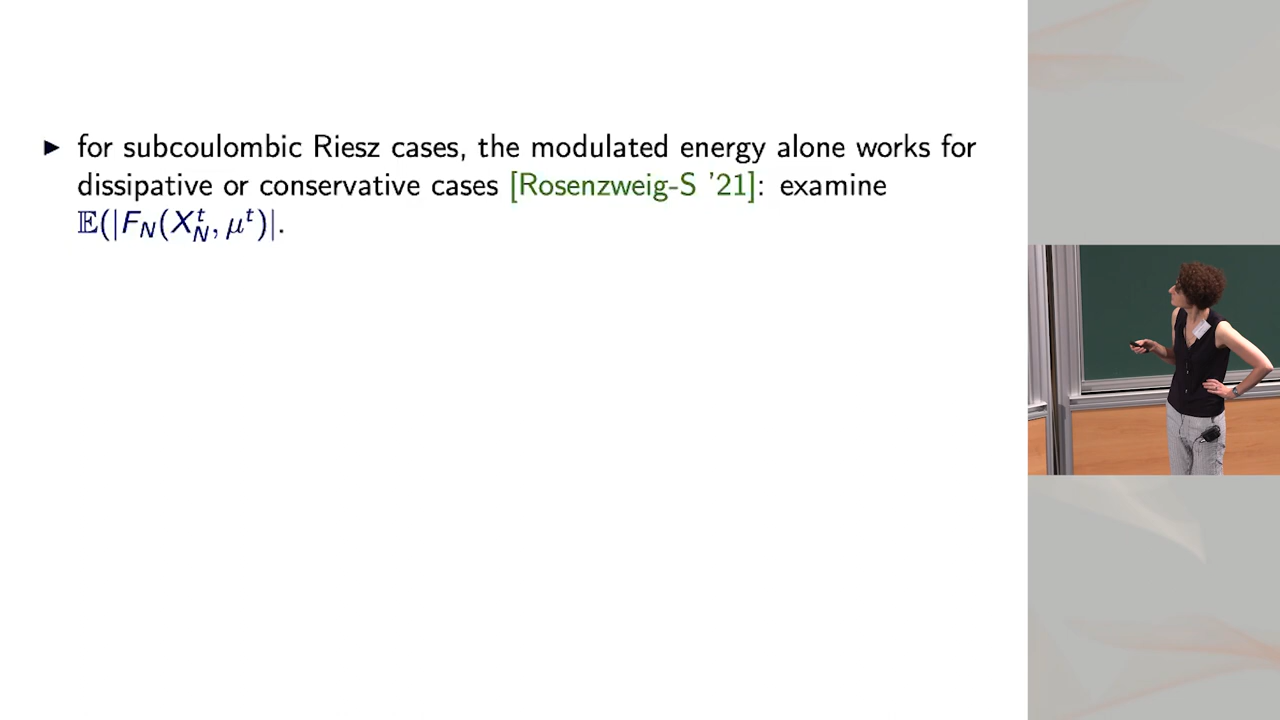 ▶ for subcoulombic Riesz cases, the modulated energy alone works for
dissipative or conservative cases [Rosenzweig-S '21]: examine
𝔼(|F_N(X_N^t, μ^t)|.